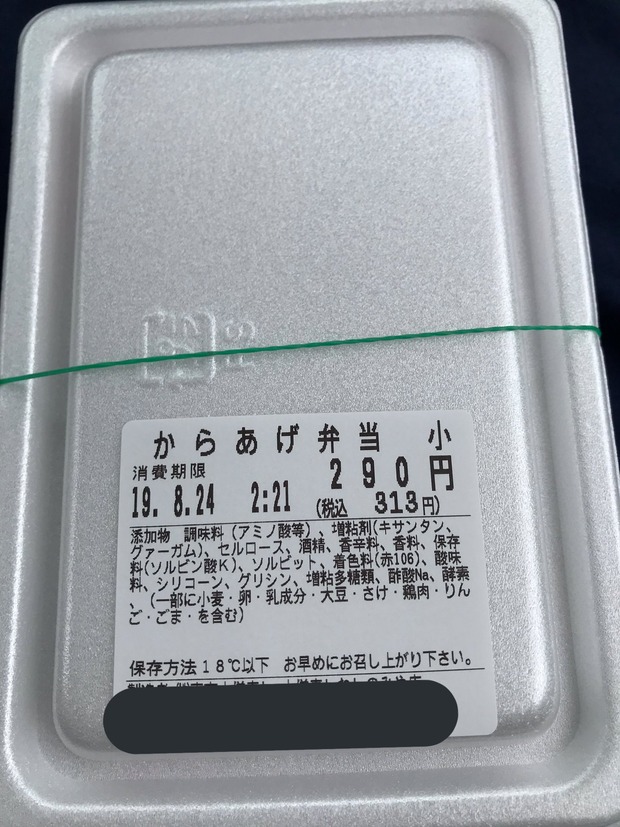 からあげ弁当 小
消費期限 290円
19. 8.24 2:21 (税込 313円)
添加物 調味料(アミノ酸等)、増粘剤(キサンタン、
グァーガム)、セルロース、酒精、香辛料、香料、保存
料(ソルビン酸K)、ソルビット、着色料(赤106)、酸味
料、シリコーン、グリシン、増粘多糖類、酢酸Na、酵素
、(一部に小麦・卵・乳成分・大豆・さけ・鶏肉・りん
ご・ごま・を含む)
保存方法18℃以下 お早めにお召し上がり下さい。